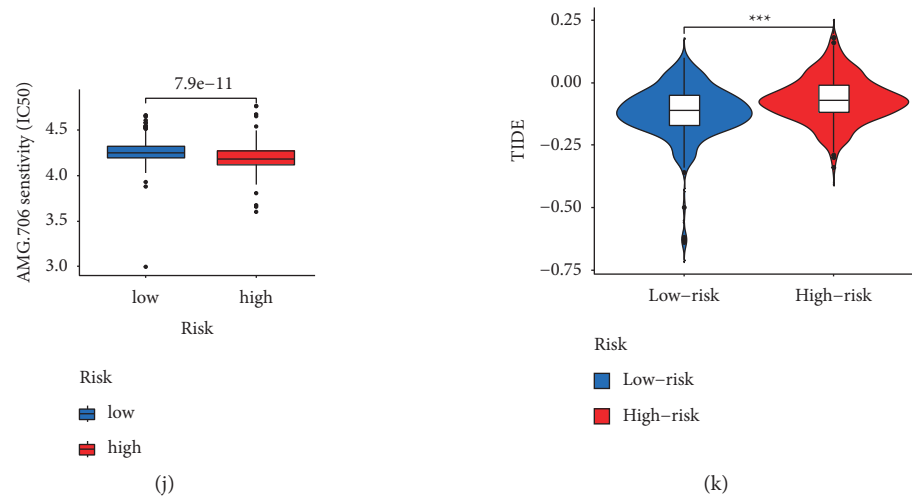 7.9e−11
AMG.706 senstivity (IC50)
4.5
4.0
3.5
3.0
low
high
Risk
Risk
low
high
(j)
***
TIDE
0.25
0.00
−0.25
−0.50
−0.75
Low−risk
High−risk
Risk
Low−risk
High−risk
(k)